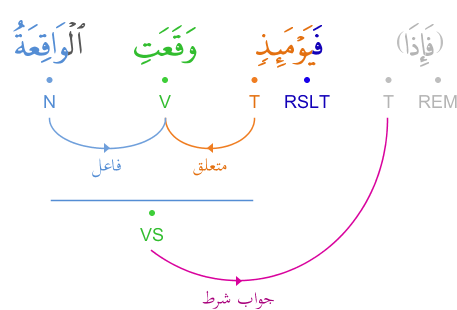 (فَإِذَا) فَيَوْمَئِذٍ وَقَعَتِ ٱلْوَاقِعَةُ
REM T RSLT T V N
متعلق فاعل
VS
جواب شرط